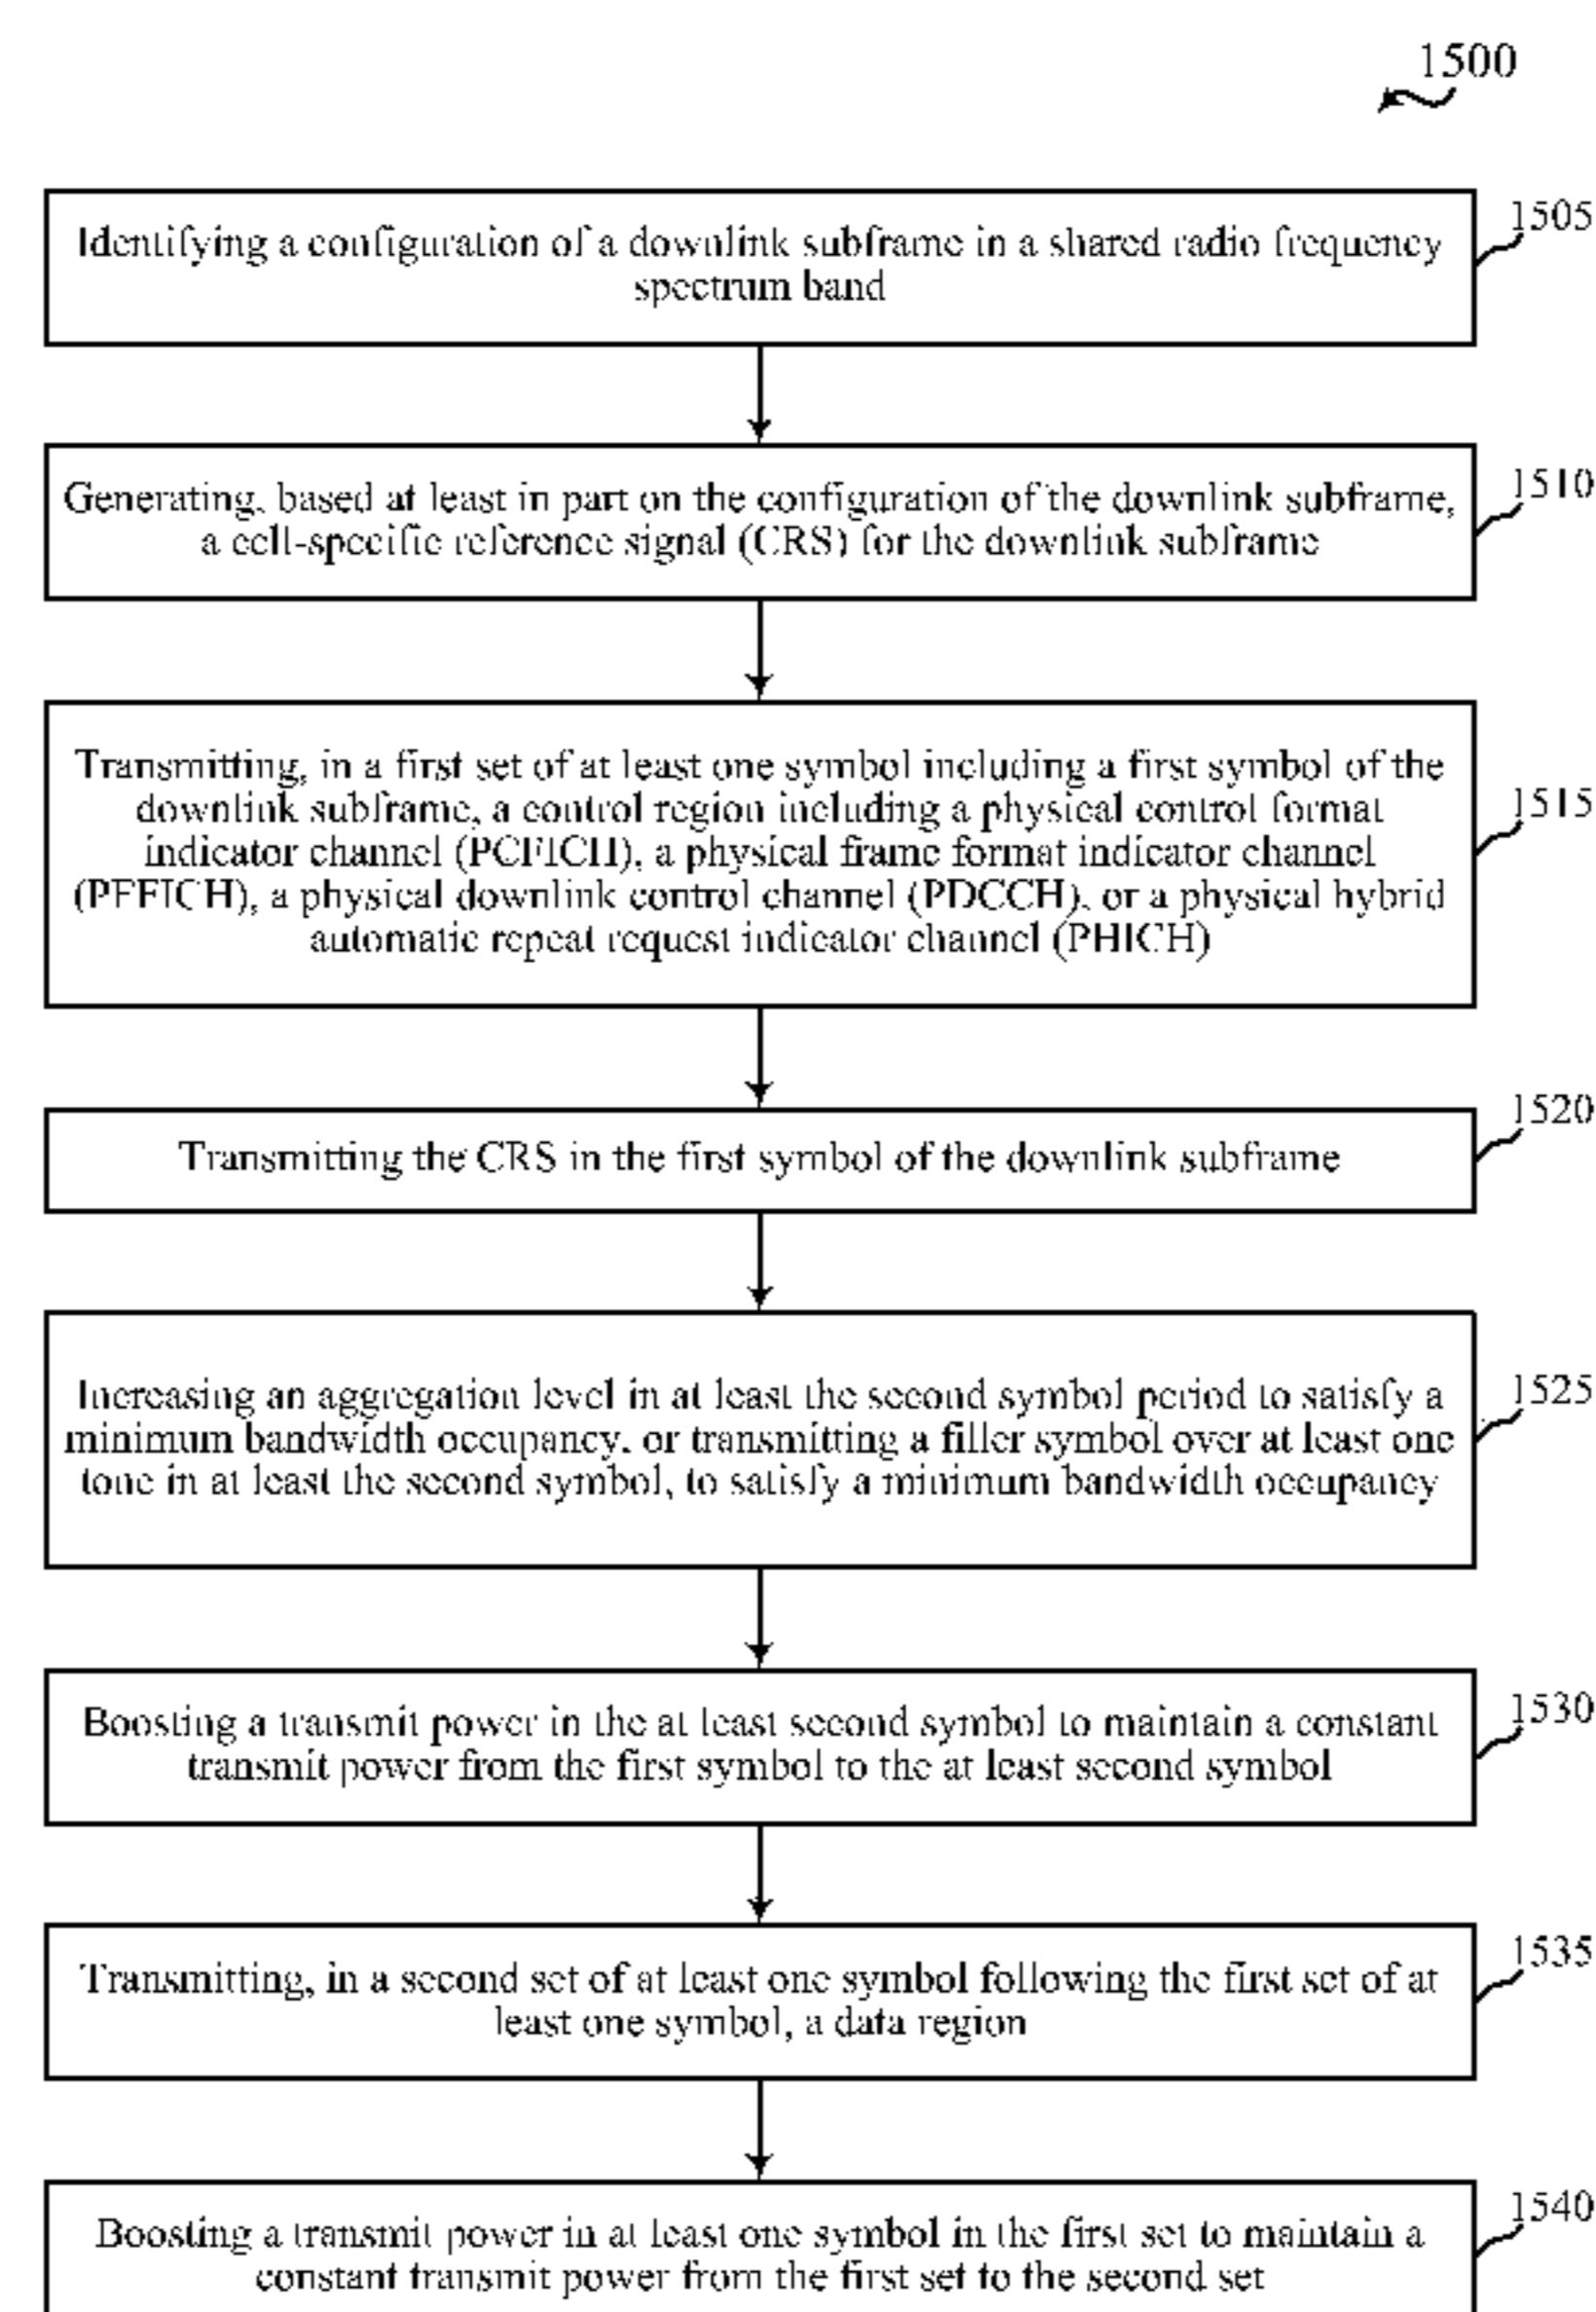 1500
1505
Identifying a configuration of a downlink subframe in a shared radio frequency
spectrum band
1510
Generating, based at least in part on the configuration of the downlink subframe,
a cell-specific reference signal (CRS) for the downlink subframe
Transmitting, in a first set of at least one symbol including a first symbol of the
downlink subframe, a control region including a physical control format
1515
indicator channel (PCFICH), a physical frame format indicator channel
(PFFICH), a physical downlink control channel (PDCCH), or a physical hybrid
automatic repeat request indicator channel (PHICH)
1520
Transmitting the CRS in the first symbol of the downlink subframe
1525
Increasing an aggregation level in at least the second symbol period to satisfy a
minimum bandwidth occupancy, or transmitting a filler symbol over at least one
tone in at least the second symbol, to satisfy a minimum bandwidth occupancy
1530
Boosting a transmit power in the at least second symbol to maintain a constant
transmit power from the first symbol to the at least second symbol
1535
Transmitting, in a second set of at least one symbol following the first set of at
least one symbol, a data region
1540
Boosting a transmit power in at least one symbol in the first set to maintain a
constant transmit power from the first set to the second set